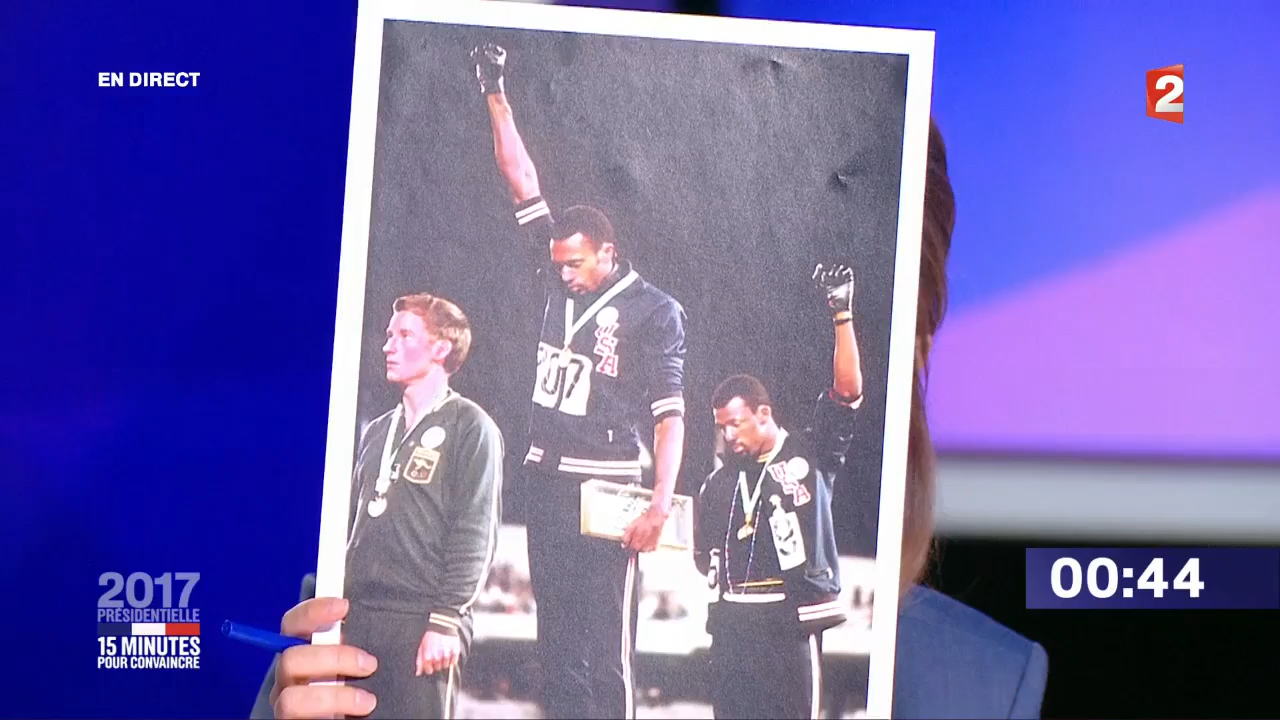 EN DIRECT
2
USA
307
USA
2017
PRÉSIDENTIELLE
15 MINUTES
POUR CONVAINCRE
00:44